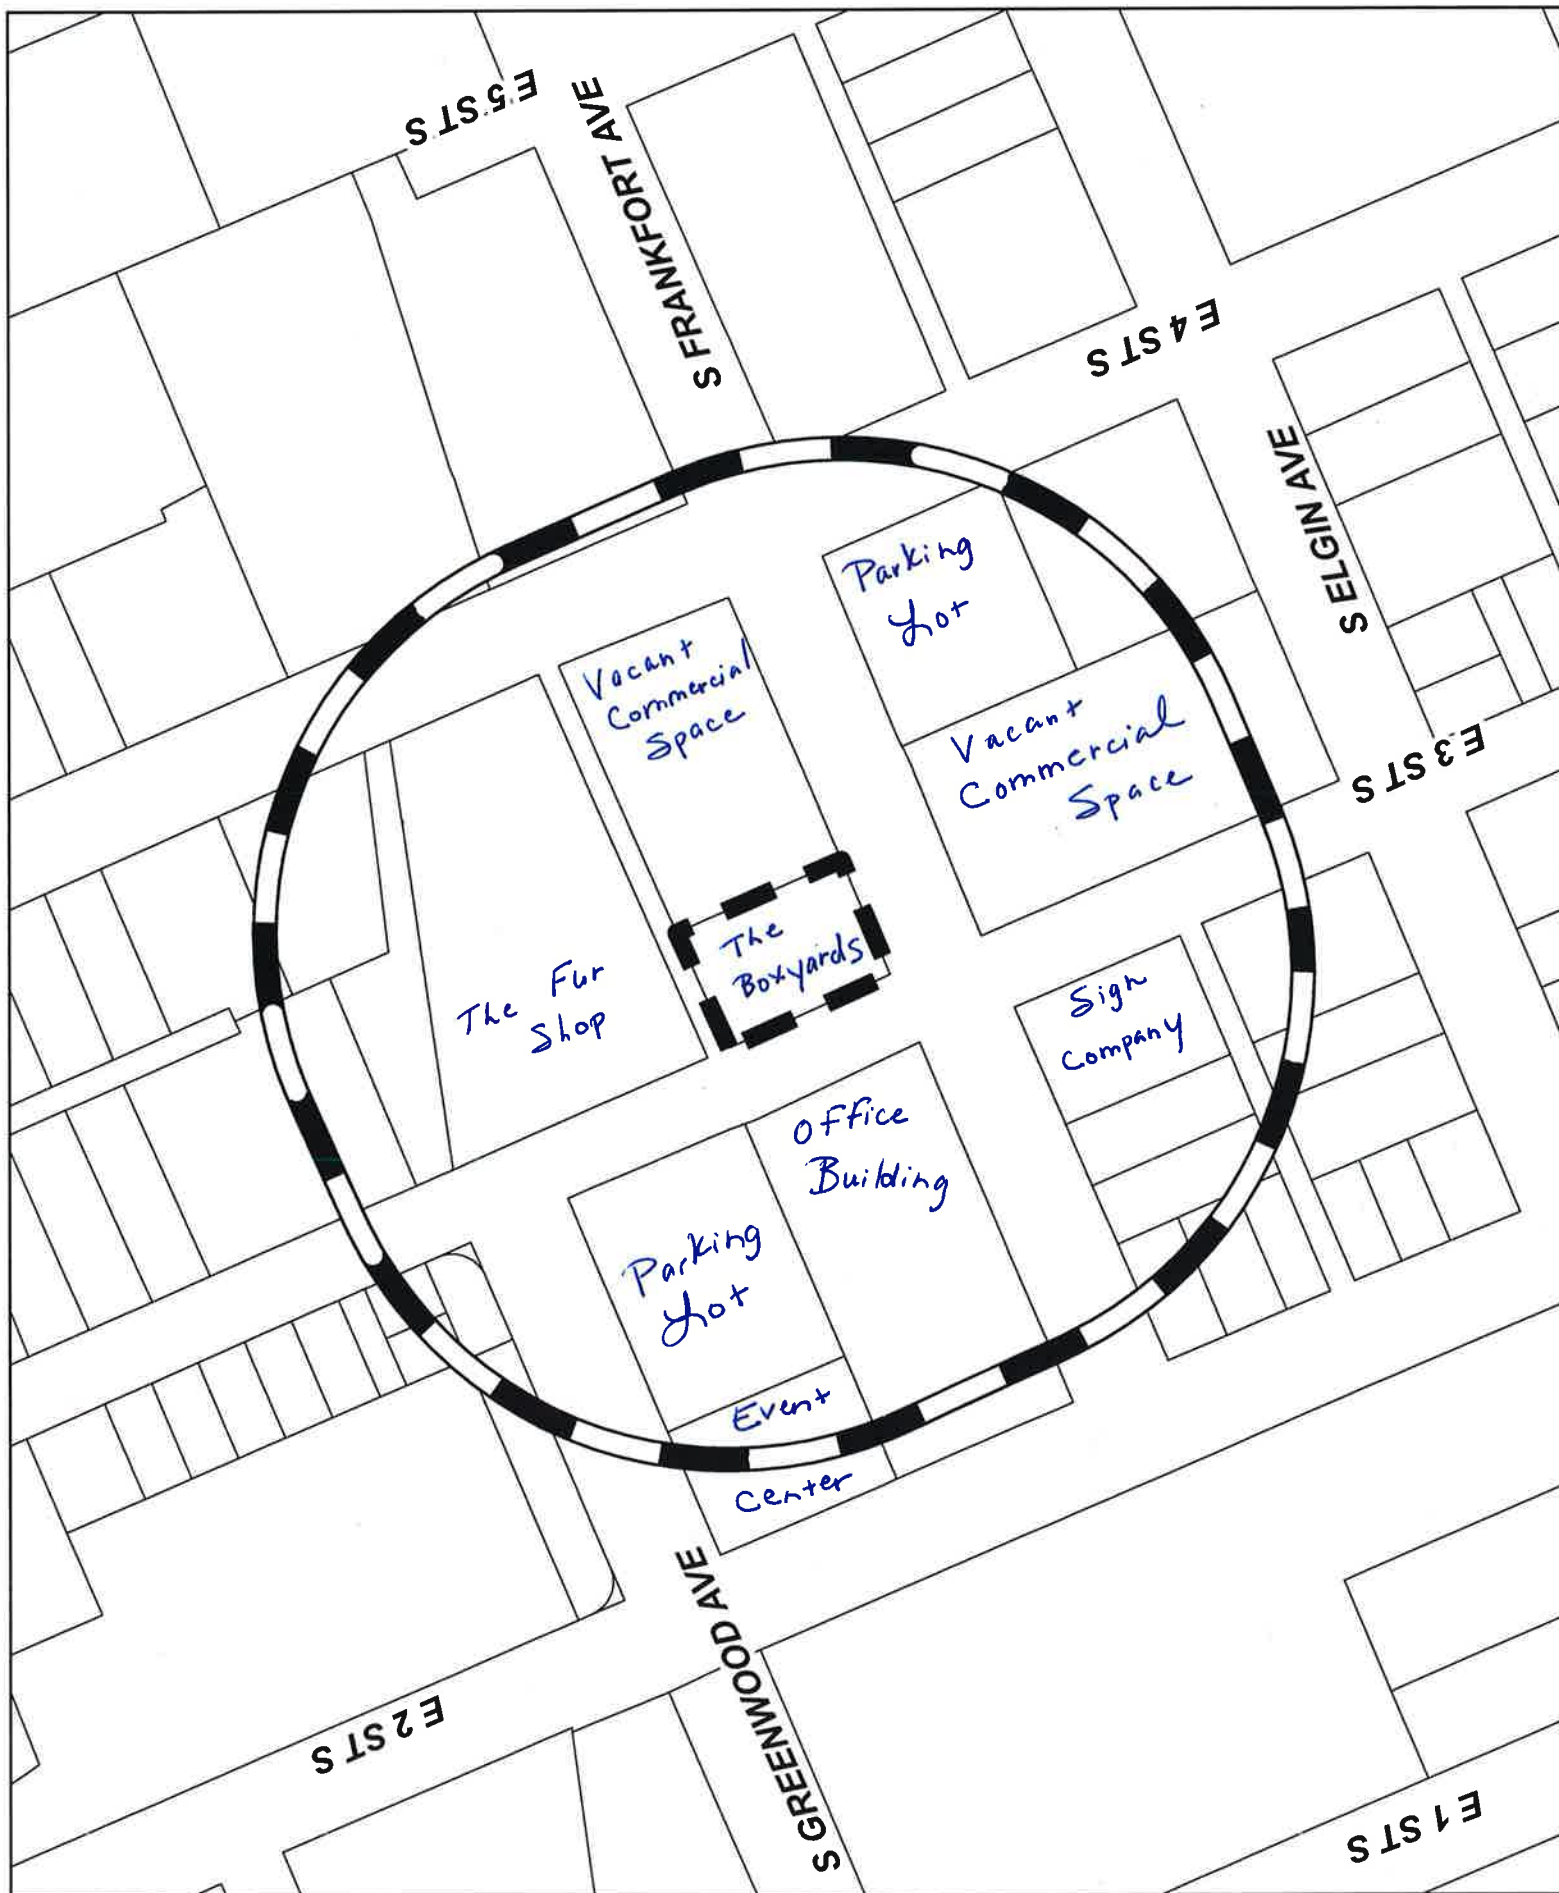 E 5 ST S
S FRANKFORT AVE
E 4 ST S
S ELGIN AVE
Parking
Lot
Vacant
Commercial
Space
Vacant
Commercial
Space
E 3 ST S
The
Boxyards
The Fur
Shop
Sign
Company
Office
Building
Parking
Lot
Event
Center
S GREENWOOD AVE
E 2 ST S
E 1 ST S